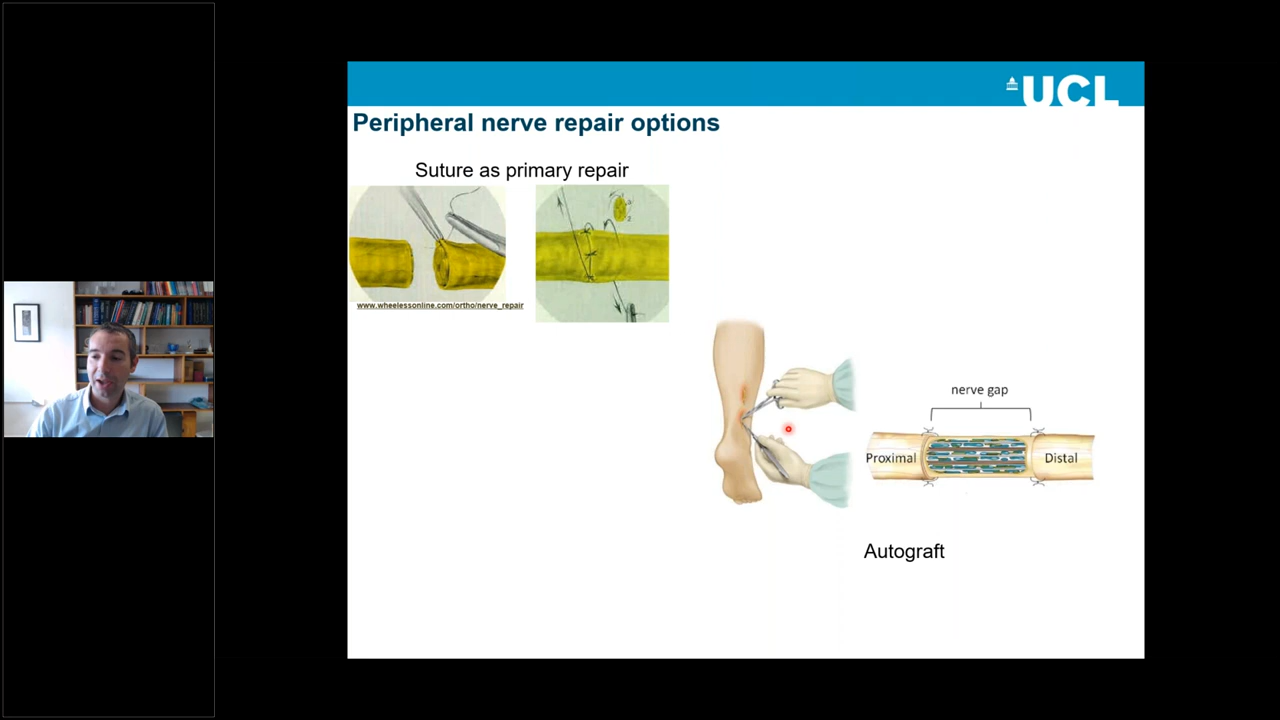 UCL
Peripheral nerve repair options
Suture as primary repair
www.wheelessonline.com/ortho/nerve_repair
nerve gap
Proximal
Distal
Autograft